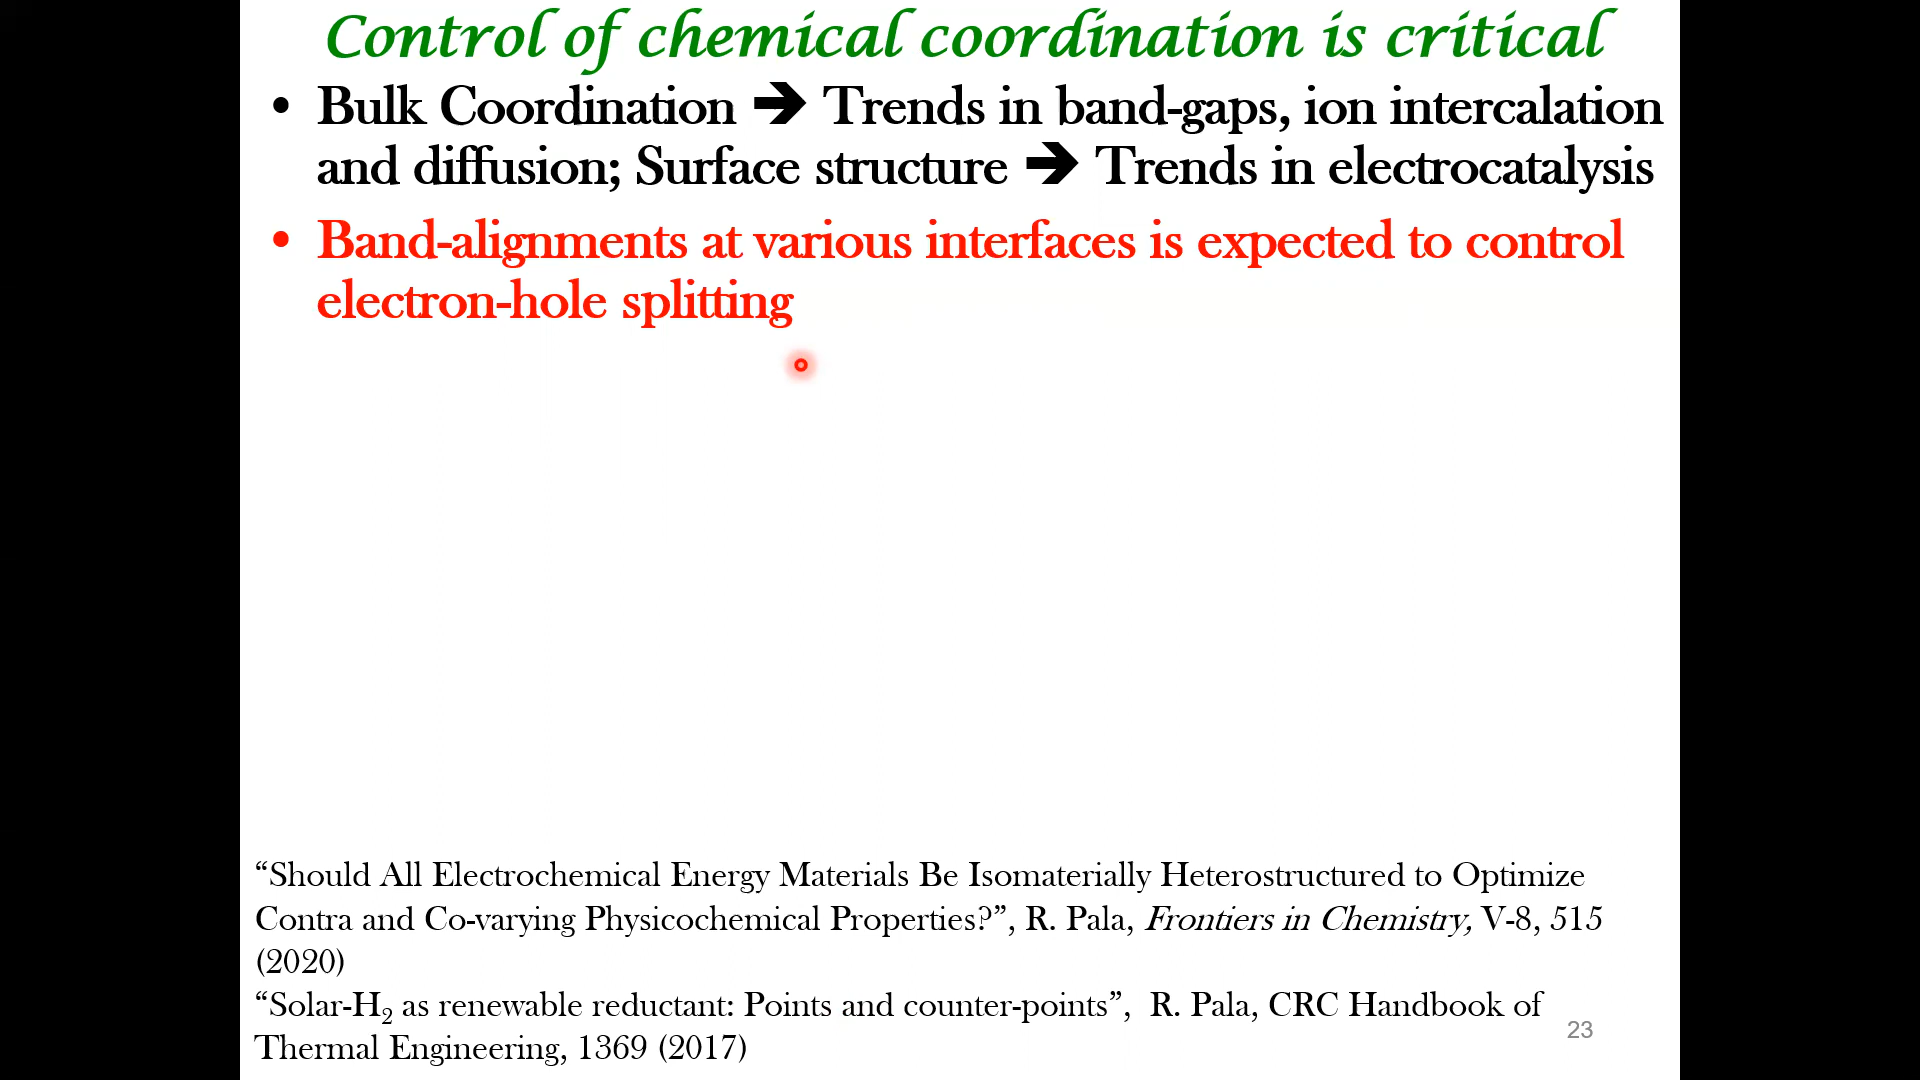 Control of chemical coordination is critical
• Bulk Coordination ➔ Trends in band-gaps, ion intercalation
and diffusion; Surface structure ➔ Trends in electrocatalysis
• Band-alignments at various interfaces is expected to control
electron-hole splitting
“Should All Electrochemical Energy Materials Be Isomaterially Heterostructured to Optimize
Contra and Co-varying Physicochemical Properties?”, R. Pala, Frontiers in Chemistry, V-8, 515
(2020)
“Solar-H₂ as renewable reductant: Points and counter-points”, R. Pala, CRC Handbook of
Thermal Engineering, 1369 (2017)
23